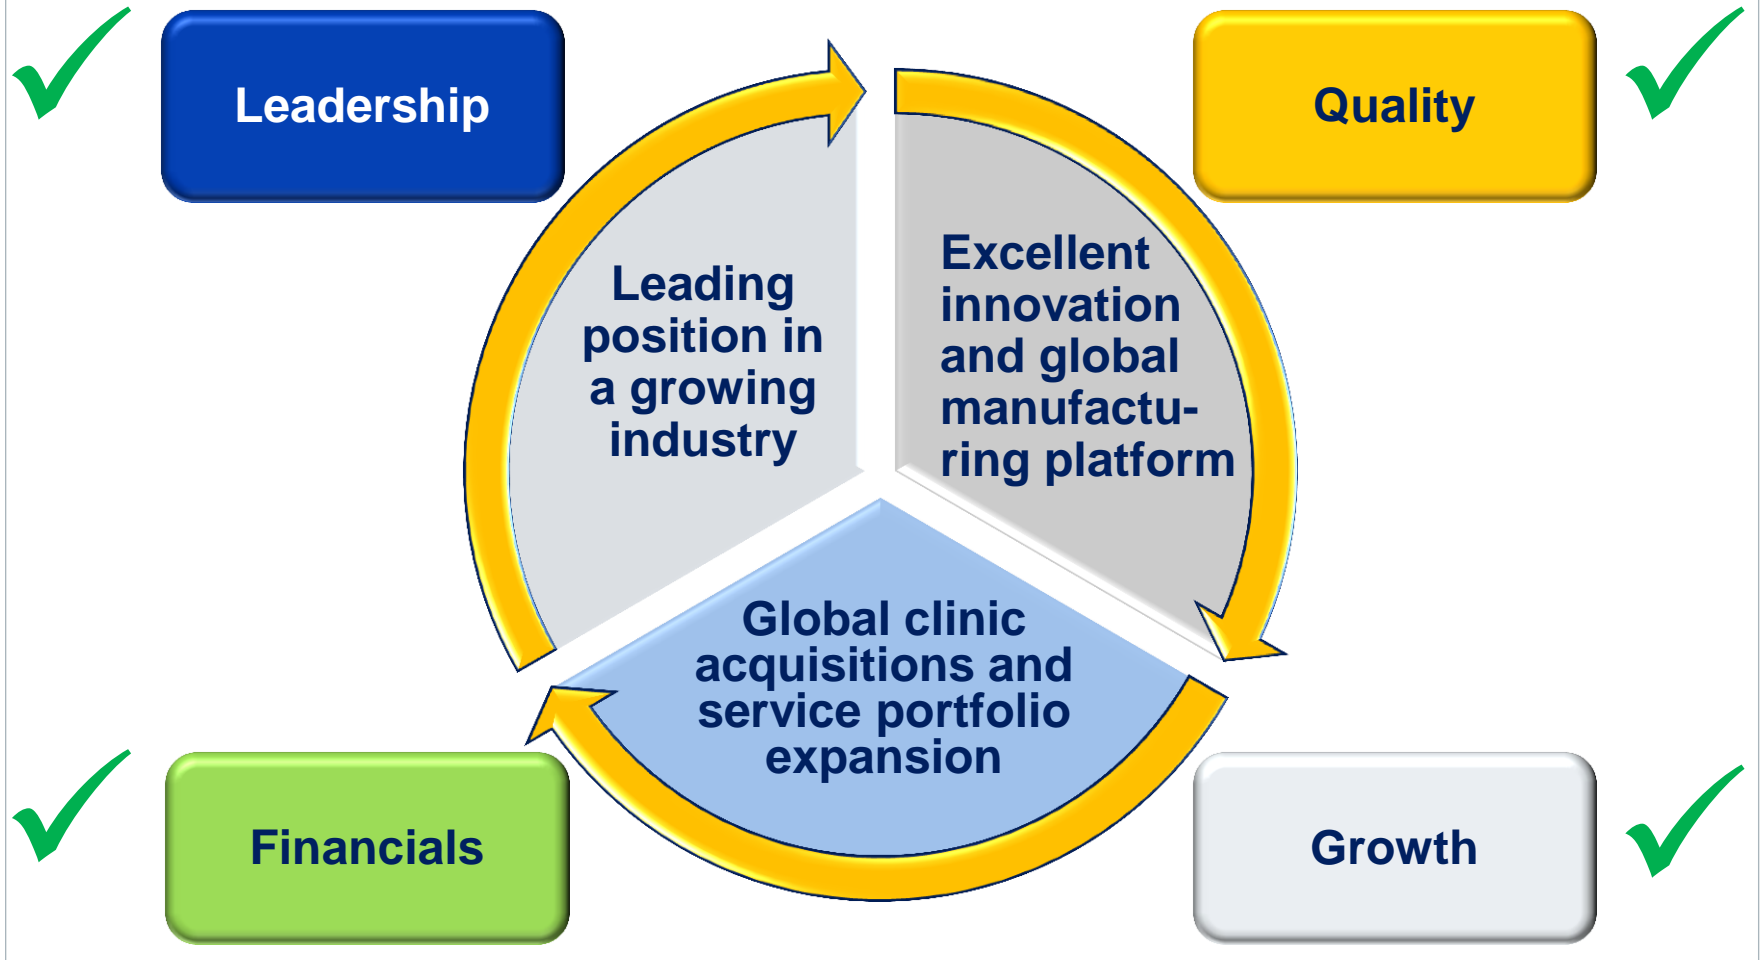 Leadership
Quality
Leading
position in
a growing
industry
Excellent
innovation
and global
manufactu-
ring platform
Global clinic
acquisitions and
service portfolio
expansion
Financials
Growth